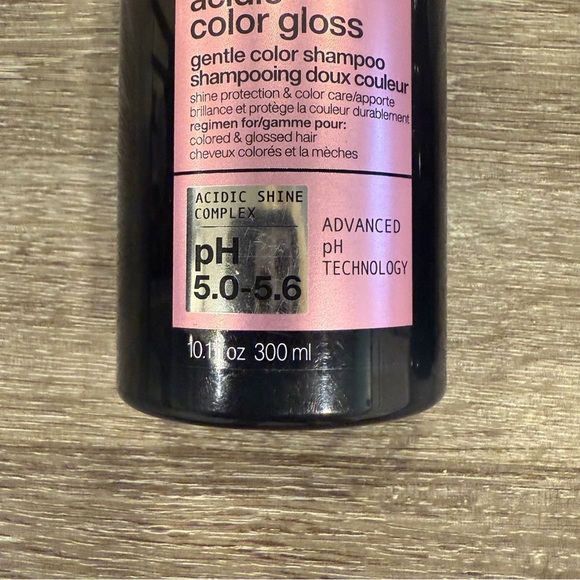 acidic
color gloss
gentle color shampoo
shampooing doux couleur
shine protection & color care/apporte
brillance et protège la couleur durablement
regimen for/gamme pour:
colored & glossed hair
cheveux colorés et la mèches
ACIDIC SHINE
COMPLEX
pH
5.0-5.6
ADVANCED
pH
TECHNOLOGY
oz 300 ml